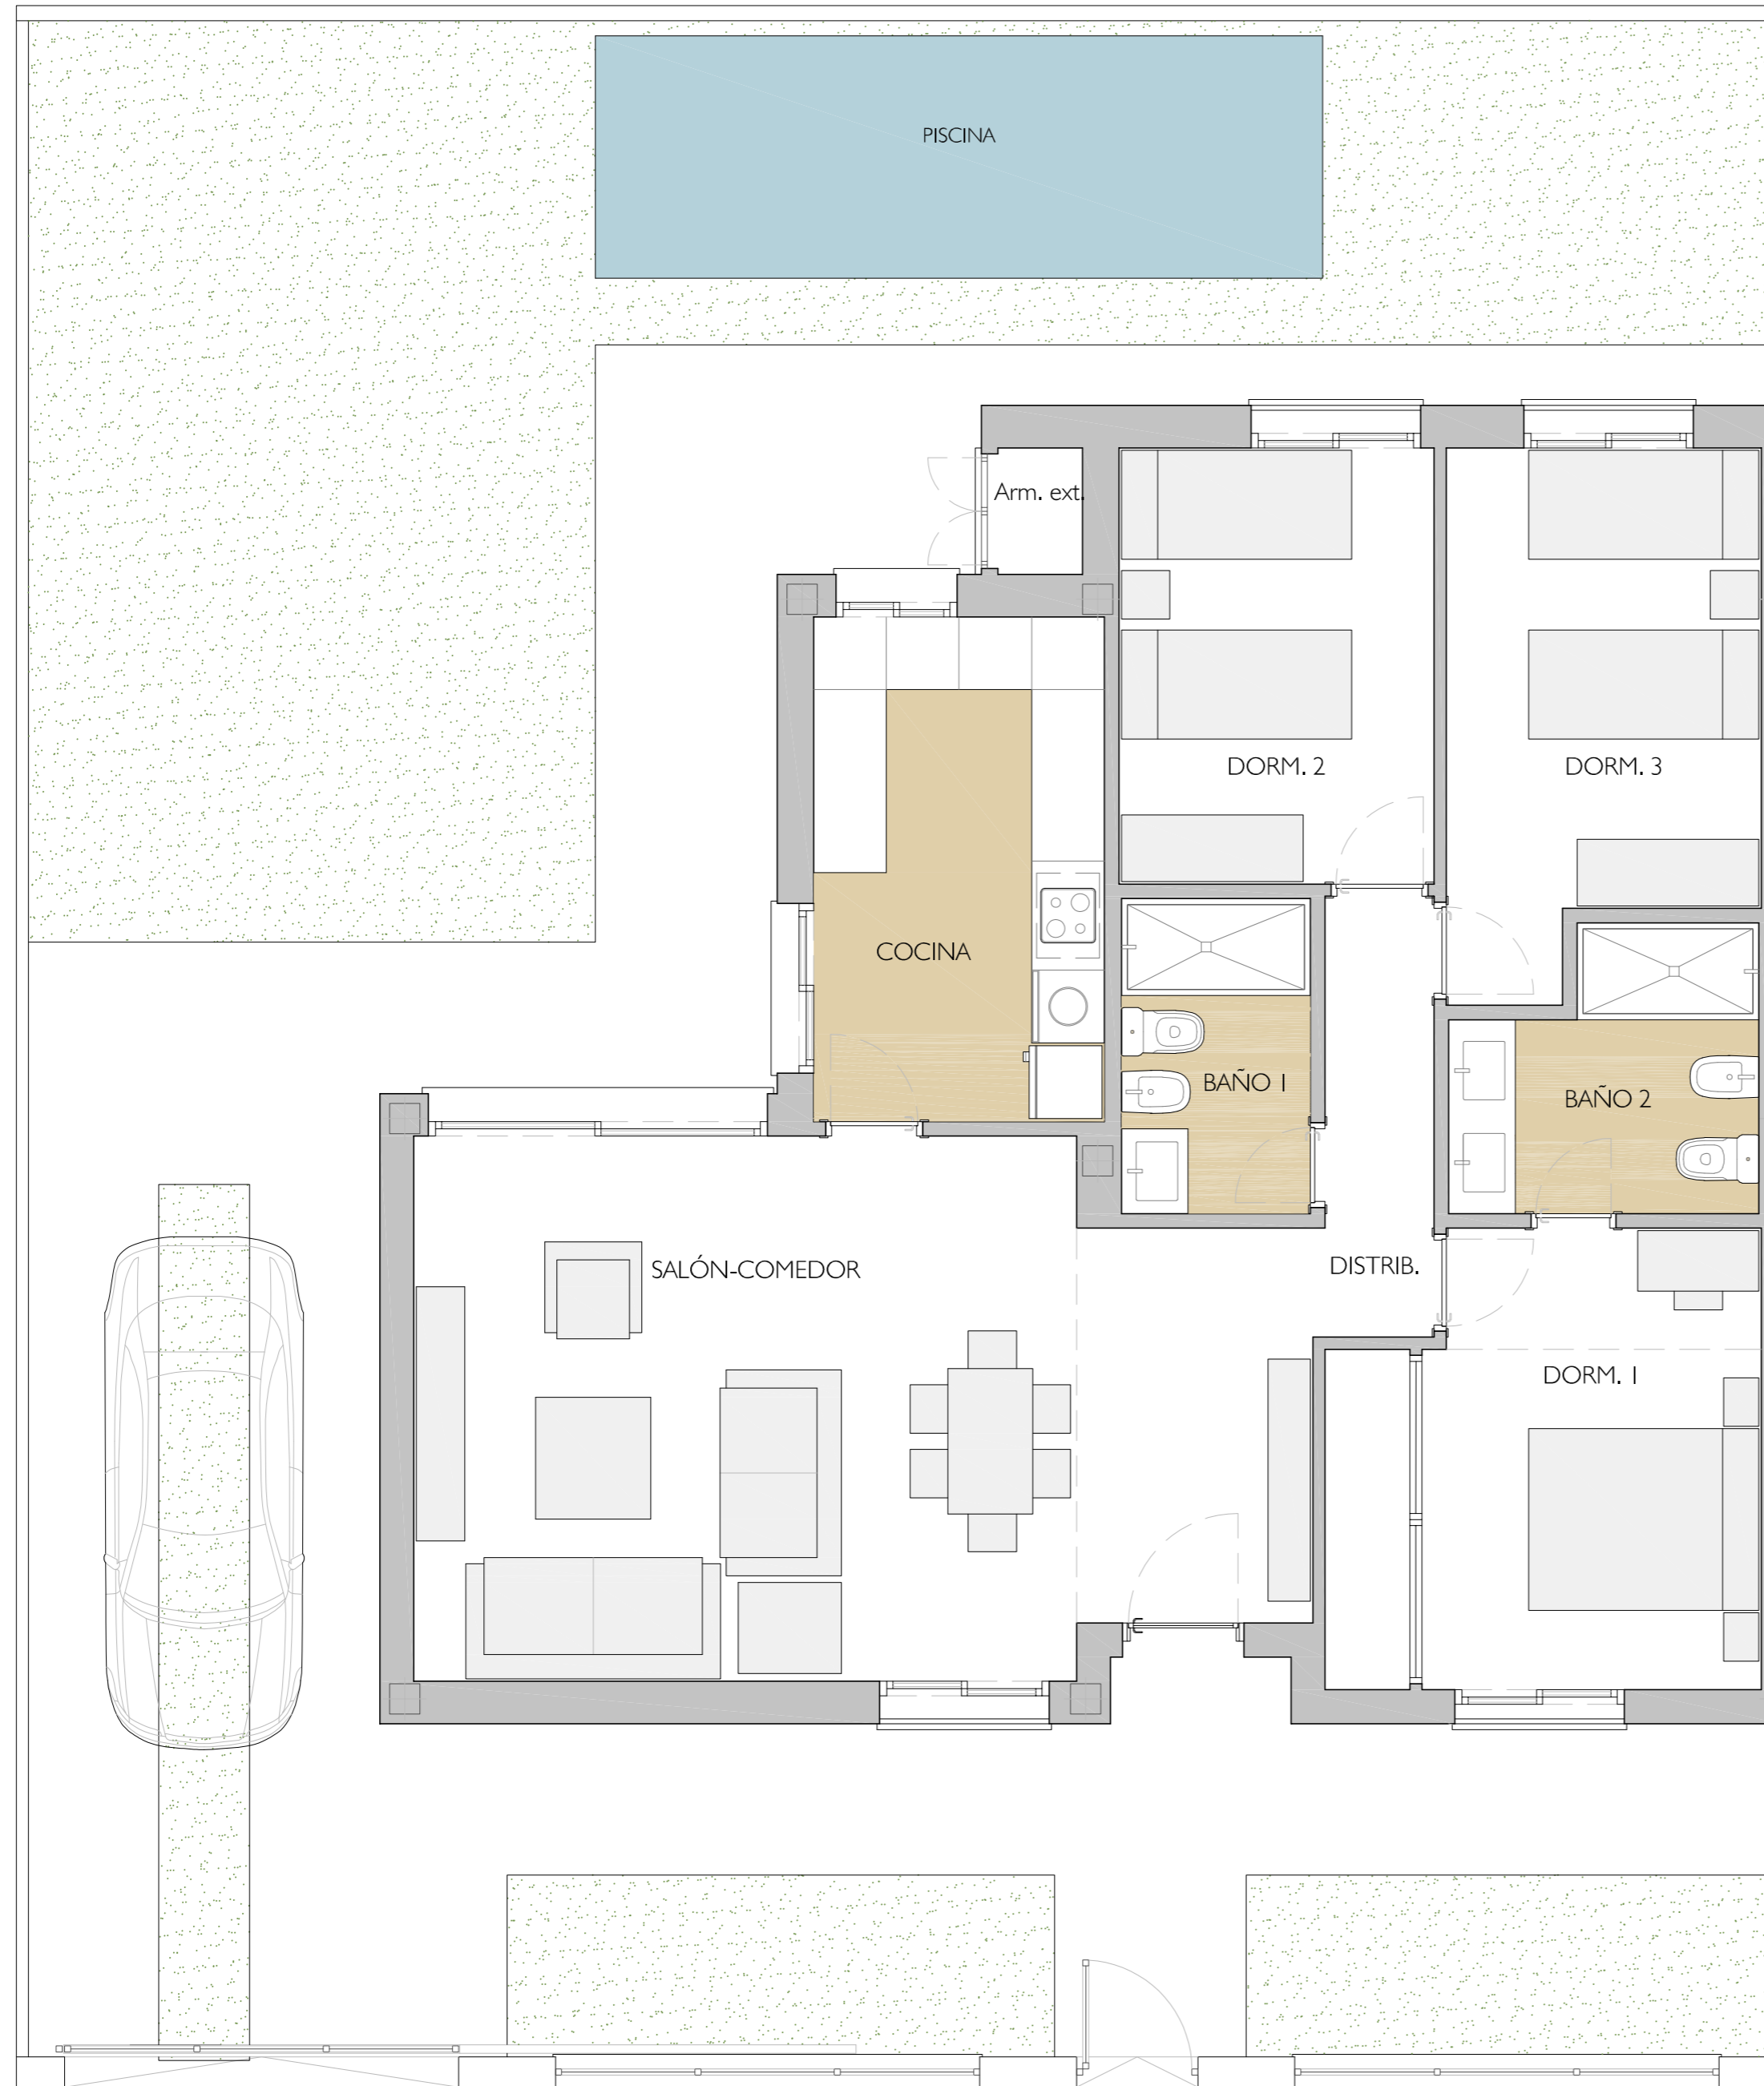 PISCINA
Arm. ext.
DORM. 2
DORM. 3
COCINA
BAÑO 1
BAÑO 2
SALÓN-COMEDOR
DISTRIB.
DORM. 1